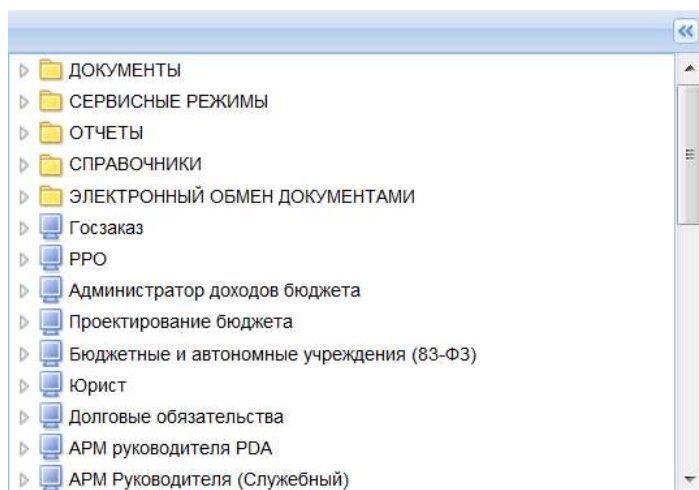 ДОКУМЕНТЫ
СЕРВИСНЫЕ РЕЖИМЫ
ОТЧЕТЫ
СПРАВОЧНИКИ
ЭЛЕКТРОННЫЙ ОБМЕН ДОКУМЕНТАМИ
Госзаказ
РРО
Администратор доходов бюджета
Проектирование бюджета
Бюджетные и автономные учреждения (83-ФЗ)
Юрист
Долговые обязательства
АРМ руководителя PDA
АРМ Руководителя (Служебный)